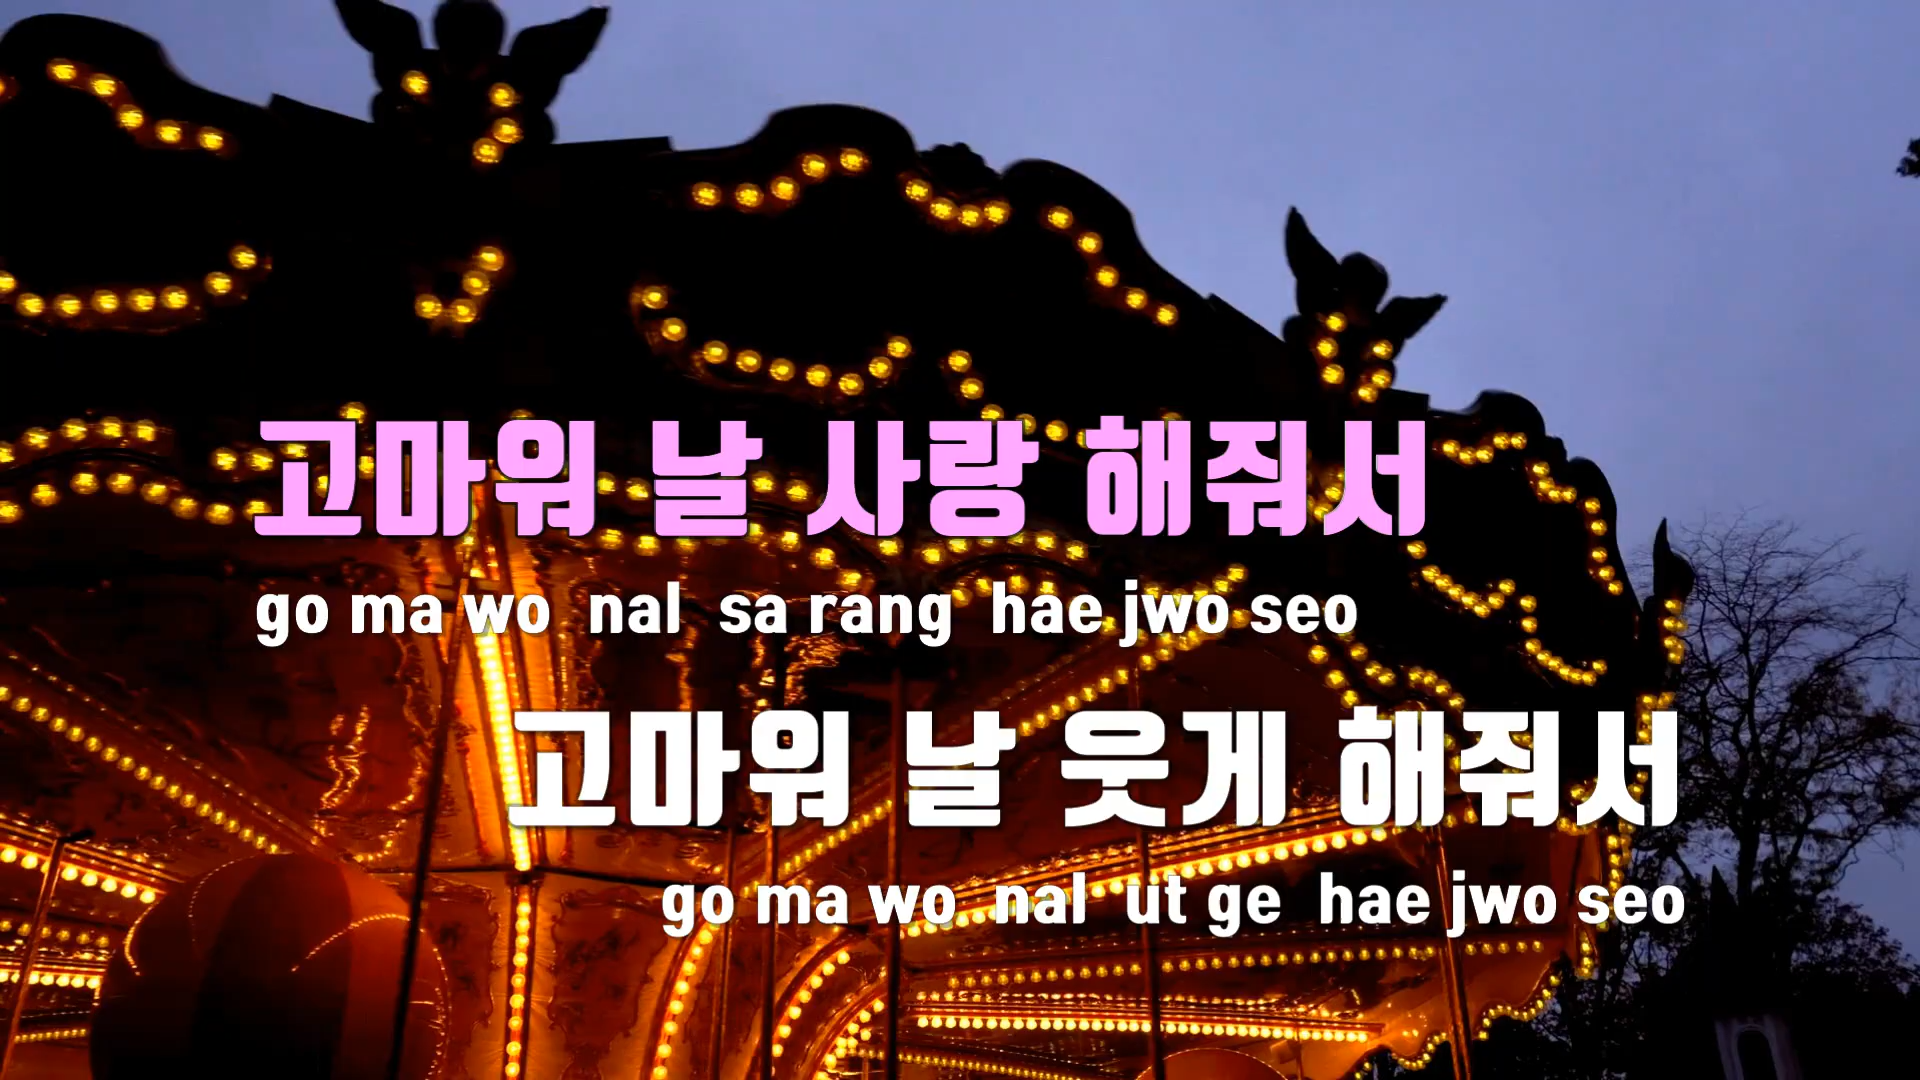 고마워 날 사랑 해줘서
go ma wo nal sa rang hae jwo seo
고마워 날 웃게 해줘서
go ma wo nal ut ge hae jwo seo